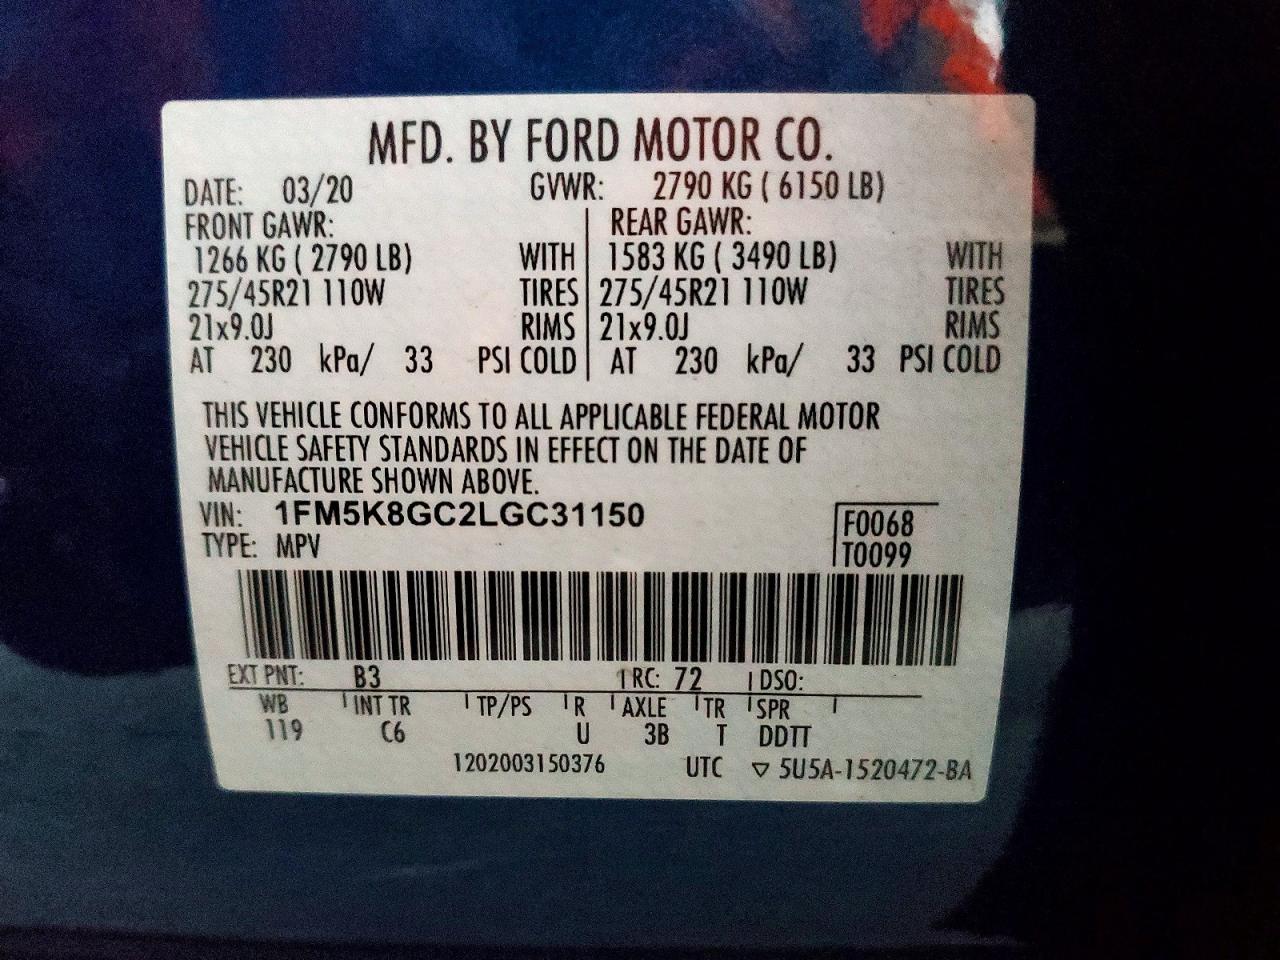 MFD. BY FORD MOTOR CO.
DATE: 03/20 GVWR: 2790 KG ( 6150 LB)
FRONT GAWR: REAR GAWR:
1266 KG ( 2790 LB) WITH 1583 KG ( 3490 LB) WITH
275/45R21 110W TIRES 275/45R21 110W TIRES
21x9.0J RIMS 21x9.0J RIMS
AT 230 kPa/ 33 PSI COLD AT 230 kPa/ 33 PSI COLD
THIS VEHICLE CONFORMS TO ALL APPLICABLE FEDERAL MOTOR
VEHICLE SAFETY STANDARDS IN EFFECT ON THE DATE OF
MANUFACTURE SHOWN ABOVE.
VIN: 1FM5K8GC2LGC31150
F0068
TYPE: MPV
T0099
EXT PNT: B3 RC: 72 DSO:
WB INT TR TP/PS R AXLE TR SPR
119 C6 U 3B T DDTT
1202003150376 UTC ▽ 5U5A-1520472-BA